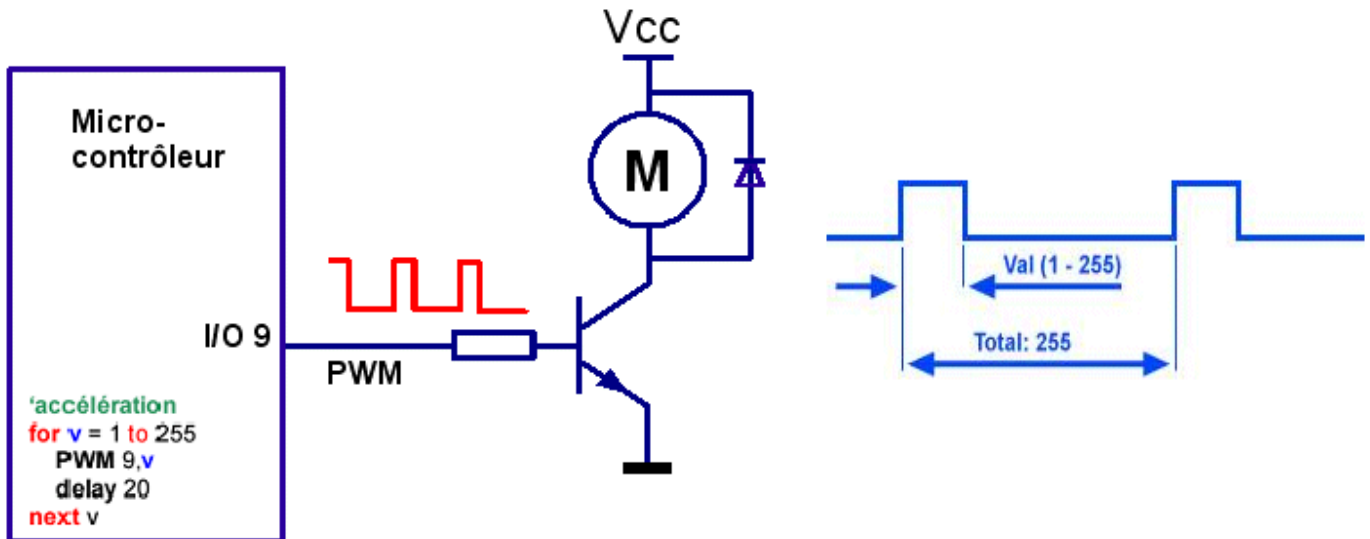 Vcc
Micro-
contrôleur
M
I/O 9
PWM
'accélération
for v = 1 to 255
PWM 9,v
delay 20
next v
Val (1 - 255)
Total: 255